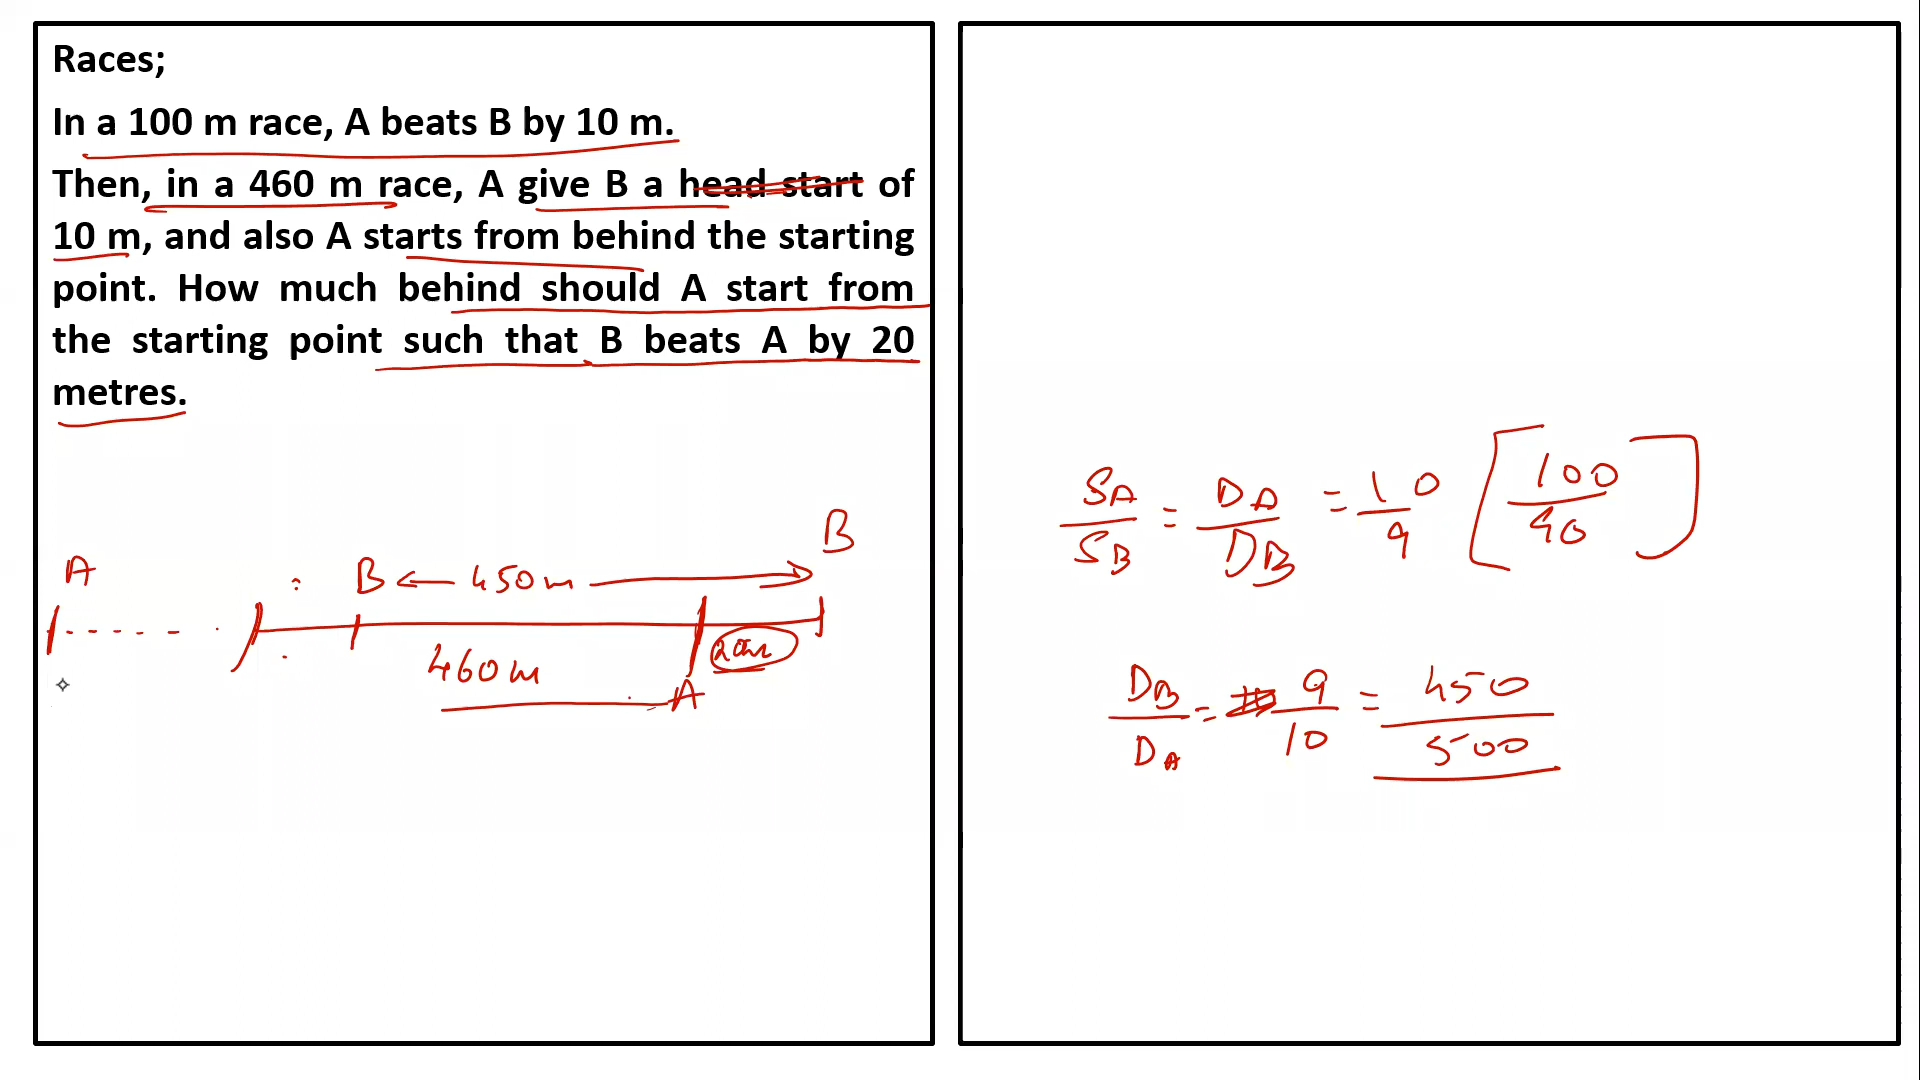 Races;
In a 100 m race, A beats B by 10 m.
Then, in a 460 m race, A give B a head start of
10 m, and also A starts from behind the starting
point. How much behind should A start from
the starting point such that B beats A by 20
metres.
B
A B 450m
460m 20m
A
SA/SB = DA/DB = 10/9 [100/90]
DB/DA = 9/10 = 450/500